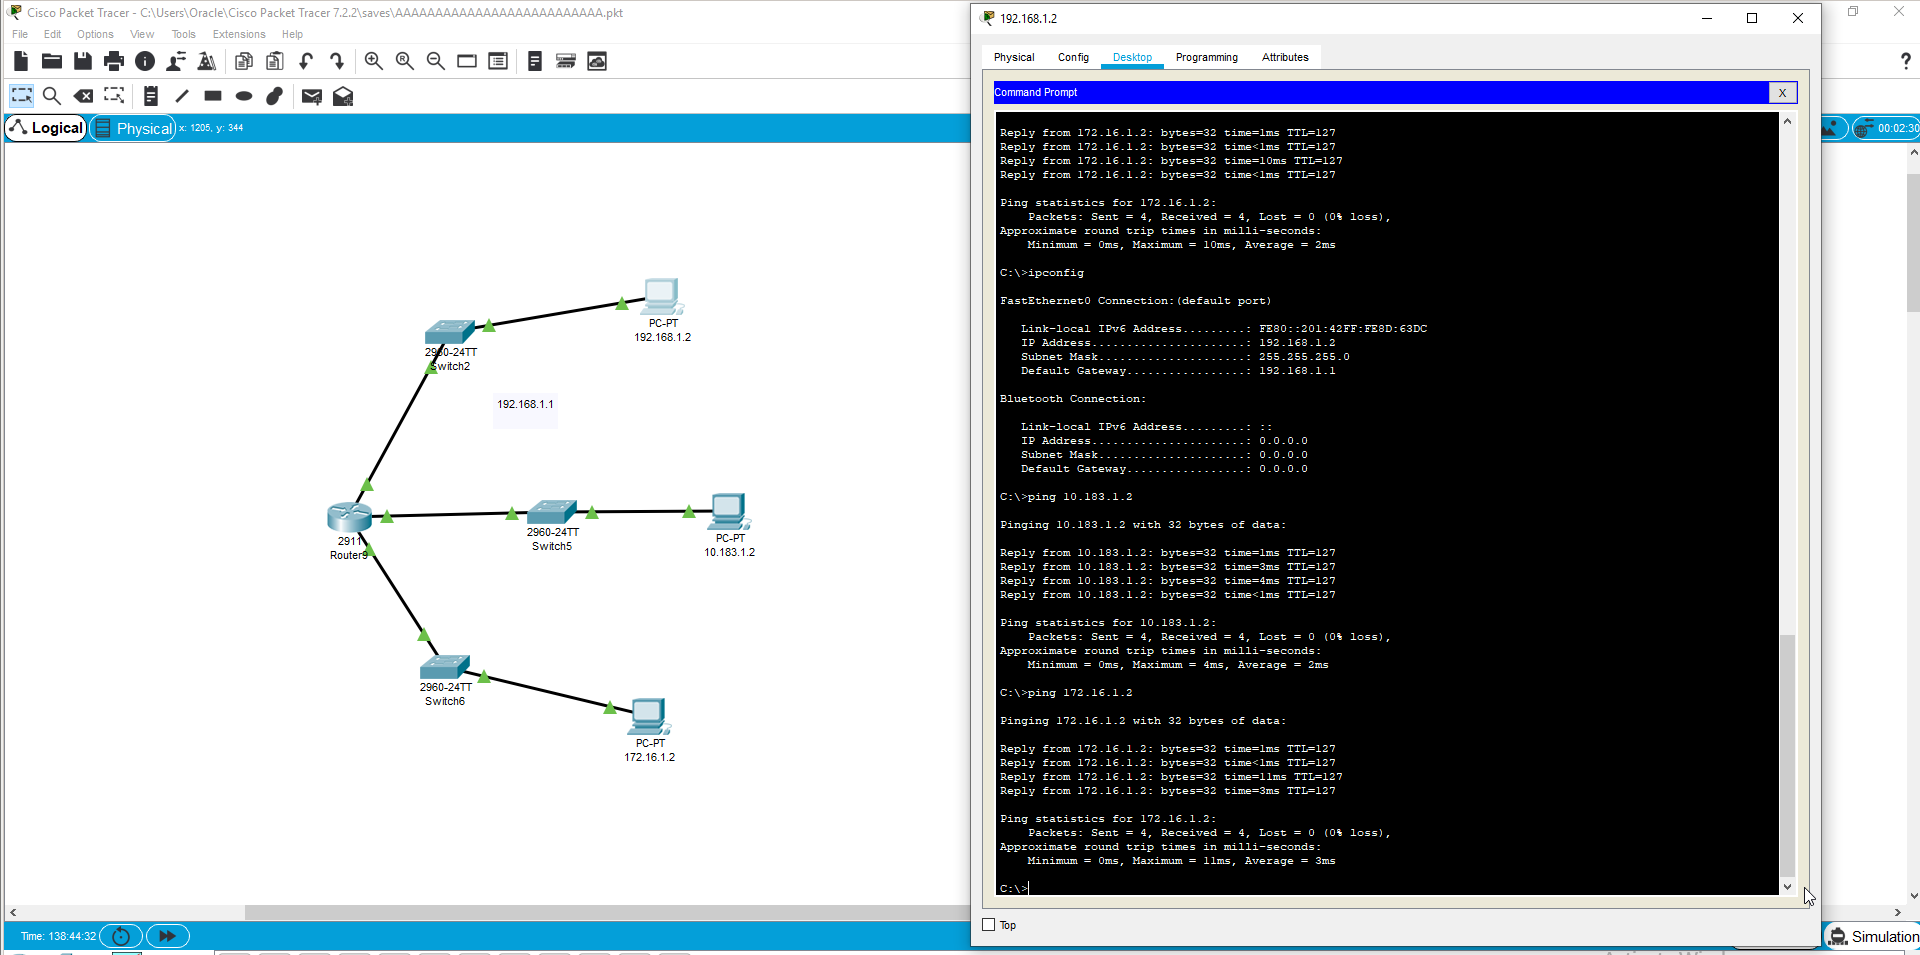 Cisco Packet Tracer - C:\Users\Oracle\Cisco Packet Tracer 7.2.2\saves\AAAAAAAAAAAAAAAAAAAAAAAAAA.pkt
File Edit Options View Tools Extensions Help
?
Logical
Physical
x: 1205, y: 344
00:02:30
PC-PT
192.168.1.2
2960-24TT
Switch2
192.168.1.1
2911
Router9
2960-24TT
Switch5
PC-PT
10.183.1.2
2960-24TT
Switch6
PC-PT
172.16.1.2
Time: 138:44:32
Simulation
192.168.1.2
Physical Config Desktop Programming Attributes
Command Prompt
X
Reply from 172.16.1.2: bytes=32 time=1ms TTL=127
Reply from 172.16.1.2: bytes=32 time<1ms TTL=127
Reply from 172.16.1.2: bytes=32 time=10ms TTL=127
Reply from 172.16.1.2: bytes=32 time<1ms TTL=127
Ping statistics for 172.16.1.2:
Packets: Sent = 4, Received = 4, Lost = 0 (0% loss),
Approximate round trip times in milli-seconds:
Minimum = 0ms, Maximum = 10ms, Average = 2ms
C:\>ipconfig
FastEthernet0 Connection:(default port)
Link-local IPv6 Address.........: FE80::201:42FF:FE8D:63DC
IP Address......................: 192.168.1.2
Subnet Mask.....................: 255.255.255.0
Default Gateway.................: 192.168.1.1
Bluetooth Connection:
Link-local IPv6 Address.........: ::
IP Address......................: 0.0.0.0
Subnet Mask.....................: 0.0.0.0
Default Gateway.................: 0.0.0.0
C:\>ping 10.183.1.2
Pinging 10.183.1.2 with 32 bytes of data:
Reply from 10.183.1.2: bytes=32 time=1ms TTL=127
Reply from 10.183.1.2: bytes=32 time=3ms TTL=127
Reply from 10.183.1.2: bytes=32 time=4ms TTL=127
Reply from 10.183.1.2: bytes=32 time<1ms TTL=127
Ping statistics for 10.183.1.2:
Packets: Sent = 4, Received = 4, Lost = 0 (0% loss),
Approximate round trip times in milli-seconds:
Minimum = 0ms, Maximum = 4ms, Average = 2ms
C:\>ping 172.16.1.2
Pinging 172.16.1.2 with 32 bytes of data:
Reply from 172.16.1.2: bytes=32 time=1ms TTL=127
Reply from 172.16.1.2: bytes=32 time<1ms TTL=127
Reply from 172.16.1.2: bytes=32 time=11ms TTL=127
Reply from 172.16.1.2: bytes=32 time=3ms TTL=127
Ping statistics for 172.16.1.2:
Packets: Sent = 4, Received = 4, Lost = 0 (0% loss),
Approximate round trip times in milli-seconds:
Minimum = 0ms, Maximum = 11ms, Average = 3ms
C:\>
Top